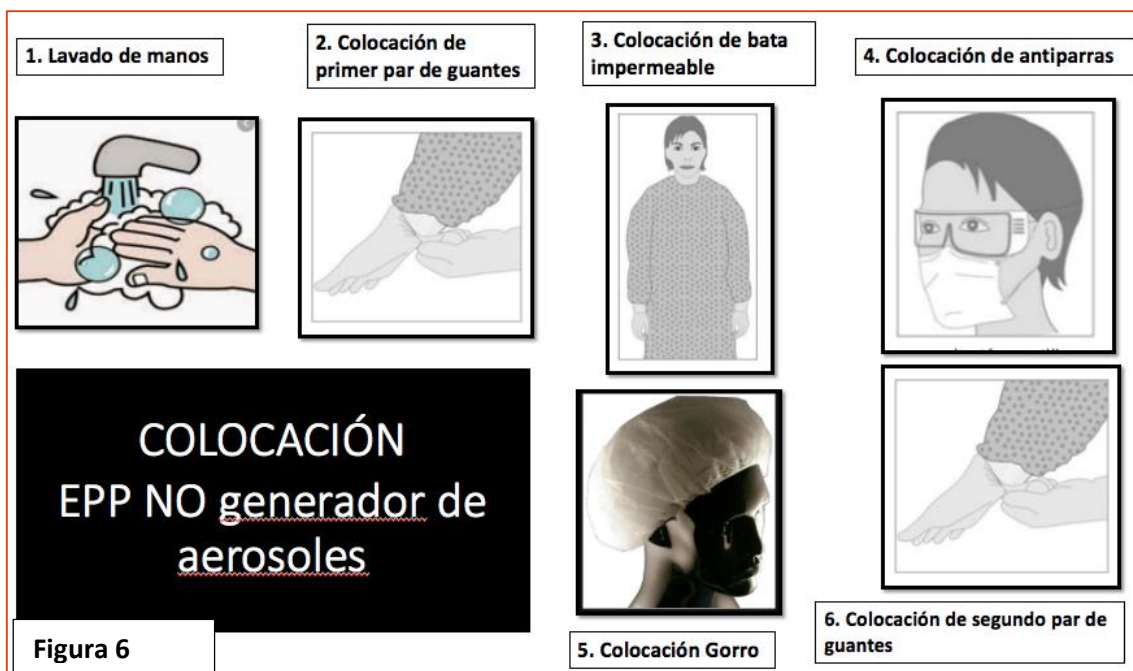 1. Lavado de manos
2. Colocación de
primer par de guantes
3. Colocación de bata
impermeable
4. Colocación de antiparras
COLOCACIÓN
EPP NO generador de
aerosoles
5. Colocación Gorro
6. Colocación de segundo par de
guantes
Figura 6